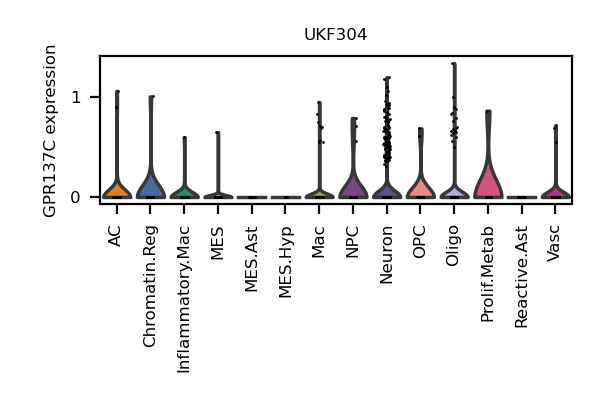 UKF304
GPR137C expression
1
0
AC
Chromatin.Reg
Inflammatory.Mac
MES
MES.Ast
MES.Hyp
Mac
NPC
Neuron
OPC
Oligo
Prolif.Metab
Reactive.Ast
Vasc